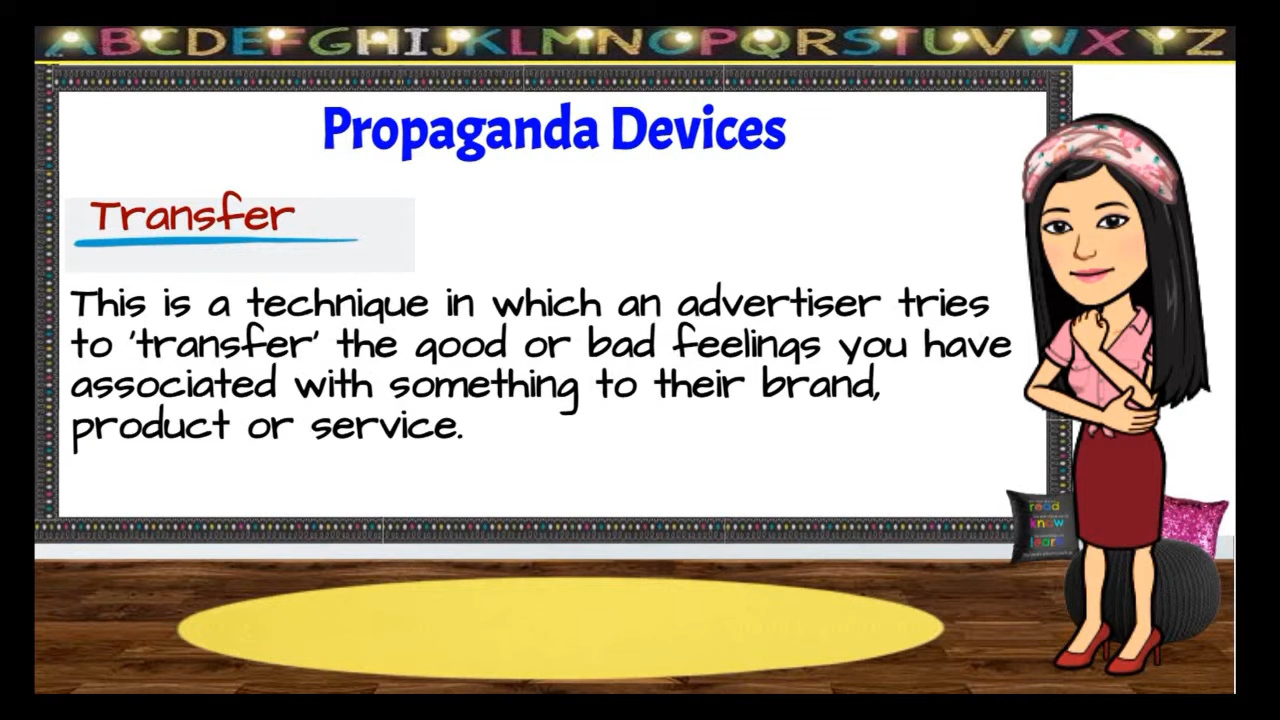 ABCDEFGHIJKLMNOPQRSTUVWXYZ
Propaganda Devices
Transfer
This is a technique in which an advertiser tries
to 'transfer' the good or bad feelings you have
associated with something to their brand,
product or service.
read
know
learn